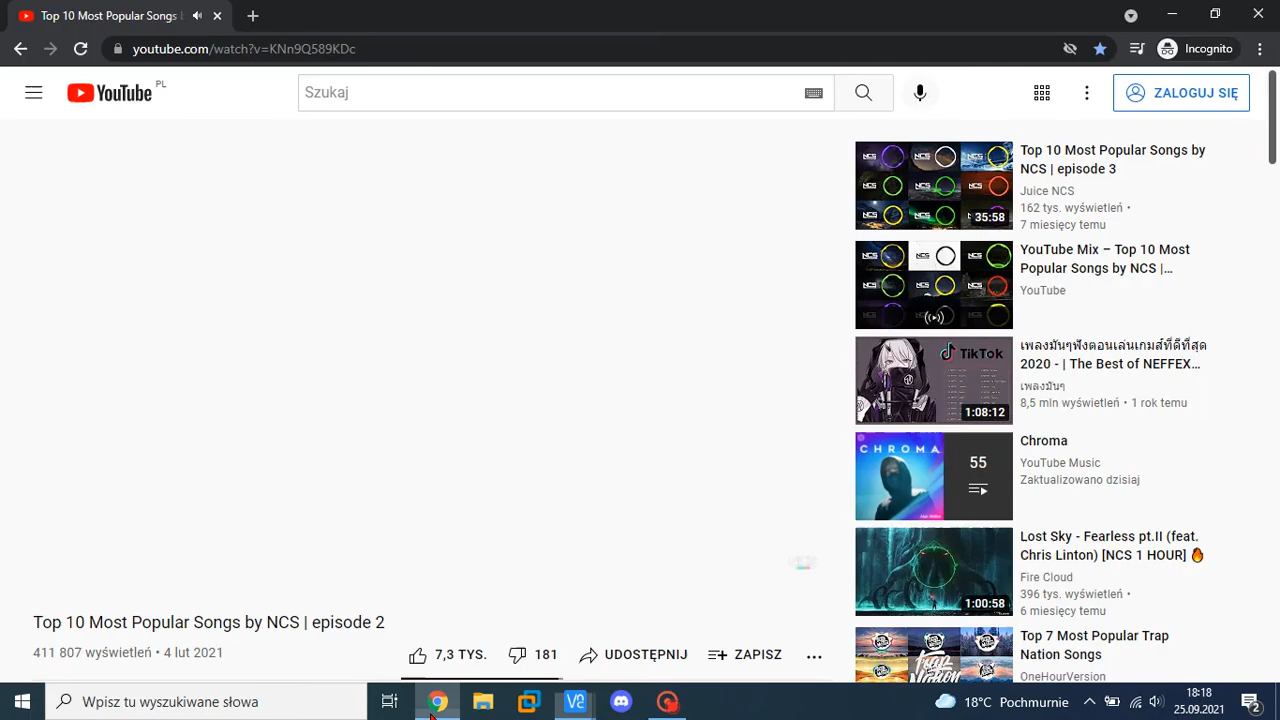 Top 10 Most Popular Songs
youtube.com/watch?v=KNn9Q589KDc
Incognito
YouTube PL
Szukaj
ZALOGUJ SIĘ
NCS NCS
NCS
NCS
35:58
Top 10 Most Popular Songs by
NCS | episode 3
Juice NCS
162 tys. wyświetleń •
7 miesięcy temu
NCS NCS
NCS
YouTube Mix – Top 10 Most
Popular Songs by NCS |...
YouTube
TikTok
1:08:12
เพลงมันๆฟังตอนเล่นเกมส์ที่ดีที่สุด
2020 - | The Best of NEFFEX...
เพลงมันๆ
8,5 mln wyświetleń • 1 rok temu
CHROMA
55
Chroma
YouTube Music
Zaktualizowano dzisiaj
1:00:58
Lost Sky - Fearless pt.II (feat.
Chris Linton) [NCS 1 HOUR]
Fire Cloud
396 tys. wyświetleń •
6 miesięcy temu
Top 7 Most Popular Trap
Nation Songs
OneHourVersion
Top 10 Most Popular Songs by NCS | episode 2
411 807 wyświetleń • 4 lut 2021
7,3 TYS.
181
UDOSTĘPNIJ
ZAPISZ
Wpisz tu wyszukiwane słowa
18°C Pochmurnie
18:18
25.09.2021
2